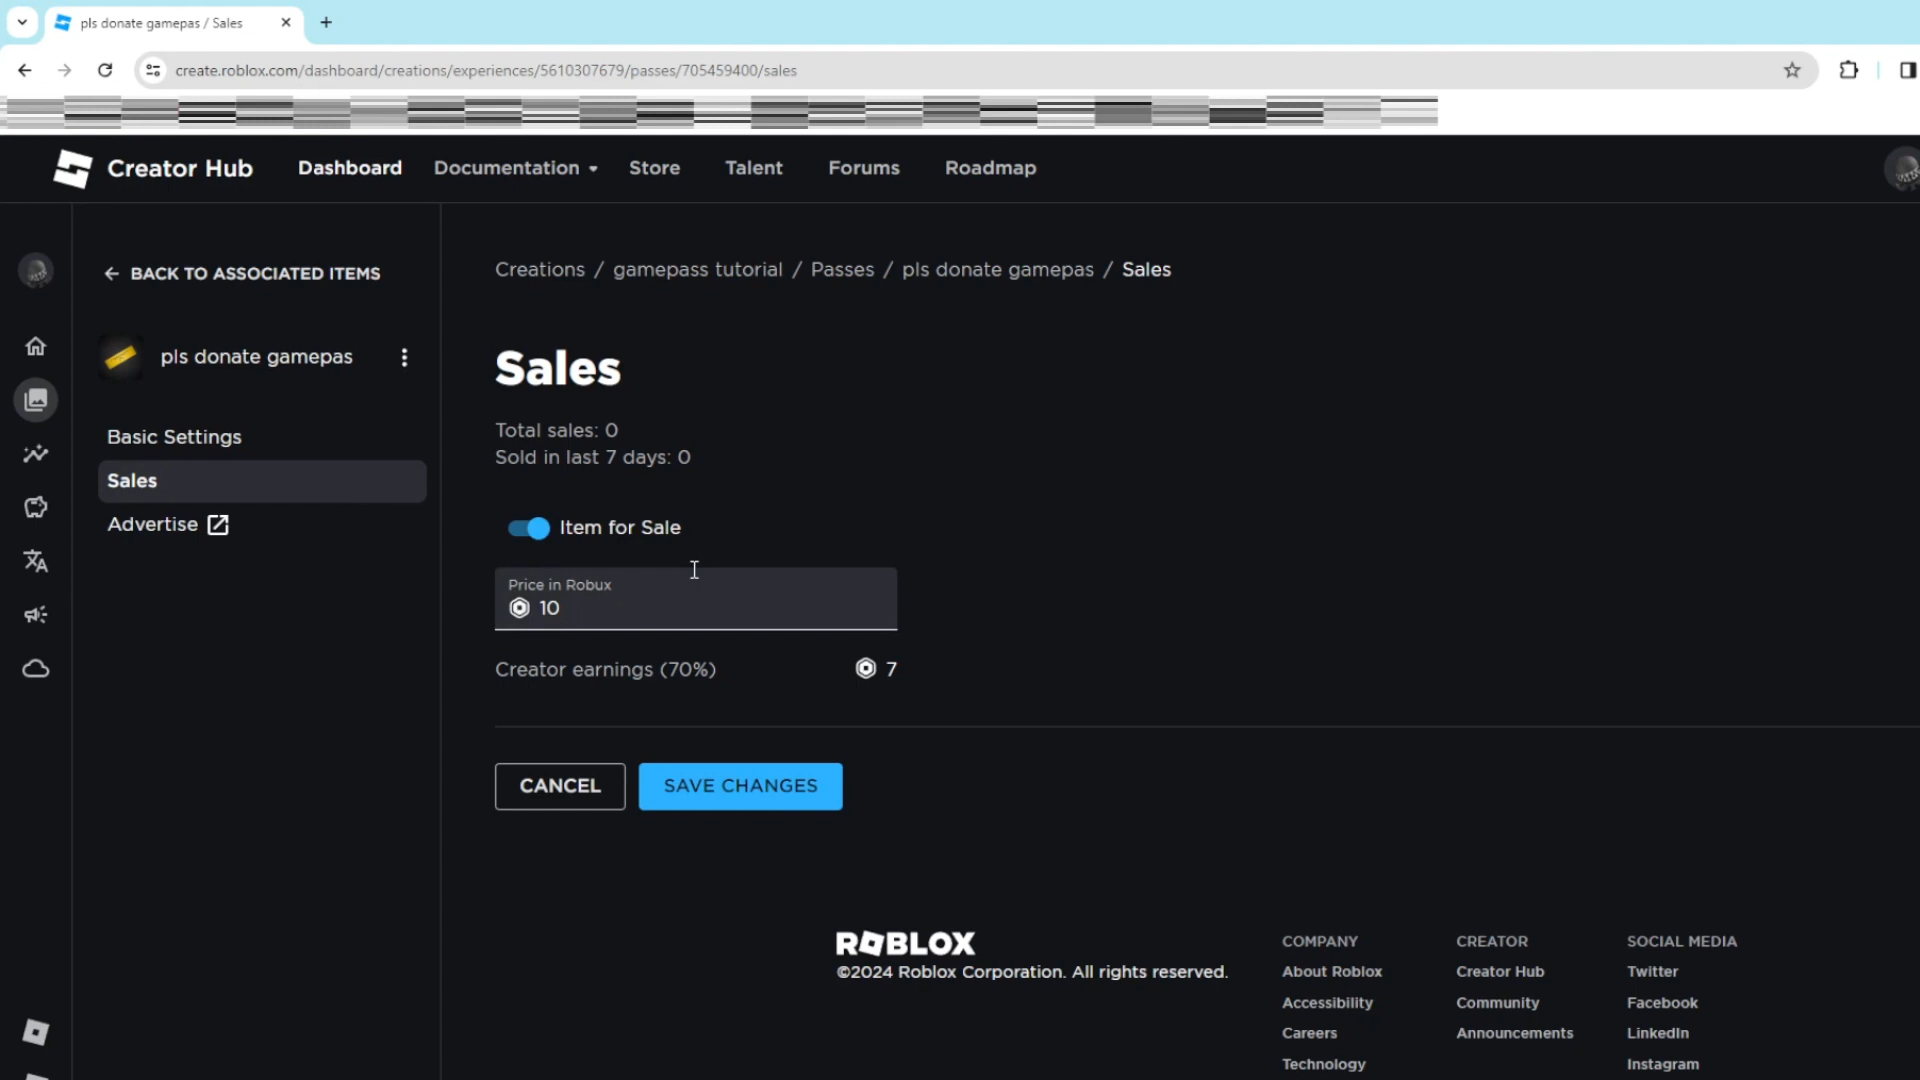 pls donate gamepas / Sales
create.roblox.com/dashboard/creations/experiences/5610307679/passes/705459400/sales
Creator Hub Dashboard Documentation Store Talent Forums Roadmap
BACK TO ASSOCIATED ITEMS
pls donate gamepas
Basic Settings
Sales
Advertise
Creations / gamepass tutorial / Passes / pls donate gamepas / Sales
Sales
Total sales: 0
Sold in last 7 days: 0
Item for Sale
Price in Robux
10
Creator earnings (70%) 7
CANCEL SAVE CHANGES
ROBLOX
©2024 Roblox Corporation. All rights reserved.
COMPANY
About Roblox
Accessibility
Careers
Technology
CREATOR
Creator Hub
Community
Announcements
SOCIAL MEDIA
Twitter
Facebook
LinkedIn
Instagram